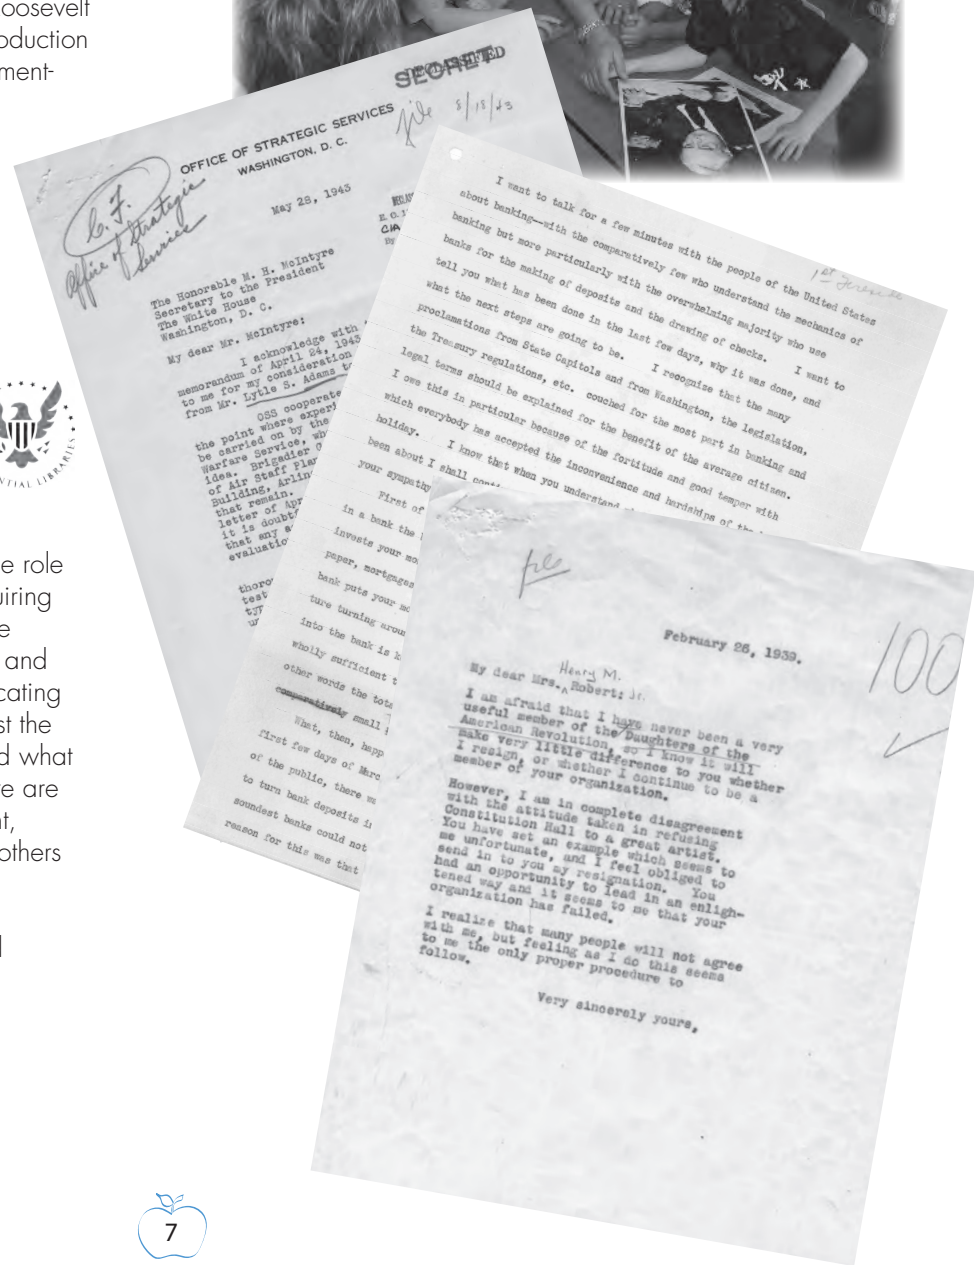 oosevelt
oduction
ment-
e role
uiring
e
and
cating
st the
d what
re are
nt,
others
d
NTIAL LIBRARIES
SECRET
OFFICE OF STRATEGIC SERVICES
WASHINGTON, D. C.
file 8/18/43
C.F.
Office of Strategic
Service
May 28, 1943
The Honorable M. H. McIntyre
Secretary to the President
The White House
Washington, D. C.
My dear Mr. McIntyre:
I acknowledge with
memorandum of April 24, 1943
to me for my consideration
from Mr. Lytle S. Adams to
OSS cooperate
the point where experi
be carried on by the
Warfare Service, wh
idea. Brigadier G
of Air Staff Plan
Building, Arlin
that remain.
letter of Apr
it is doubt
that any a
evaluatio
thoro
test
typ
1st Fireside
I want to talk for a few minutes with the people of the United States
about banking--with the comparatively few who understand the mechanics of
banking but more particularly with the overwhelming majority who use
banks for the making of deposits and the drawing of checks. I want to
tell you what has been done in the last few days, why it was done, and
what the next steps are going to be. I recognize that the many
proclamations from State Capitols and from Washington, the legislation,
the Treasury regulations, etc. couched for the most part in banking and
legal terms should be explained for the benefit of the average citizen.
I owe this in particular because of the fortitude and good temper with
which everybody has accepted the inconvenience and hardships of the
holiday. I know that when you understand
been about I shall conti
your sympathy
First of
in a bank the
invests your mo
paper, mortgages
bank puts your mo
ture turning aroun
into the bank is k
wholly sufficient t
other words the tota
comparatively small
What, then, happ
first few days of Marc
of the public, there w
to turn bank deposits i
soundest banks could not
reason for this was that
file
100
February 26, 1939.
Henry M.
My dear Mrs. Robert: Jr.
I am afraid that I have never been a very
useful member of the Daughters of the
American Revolution, so I know it will
make very little difference to you whether
I resign, or whether I continue to be a
member of your organization.
However, I am in complete disagreement
with the attitude taken in refusing
Constitution Hall to a great artist.
You have set an example which seems to
me unfortunate, and I feel obliged to
send in to you my resignation. You
had an opportunity to lead in an enligh-
tened way and it seems to me that your
organization has failed.
I realize that many people will not agree
with me, but feeling as I do this seems
to me the only proper procedure to
follow.
Very sincerely yours,
7